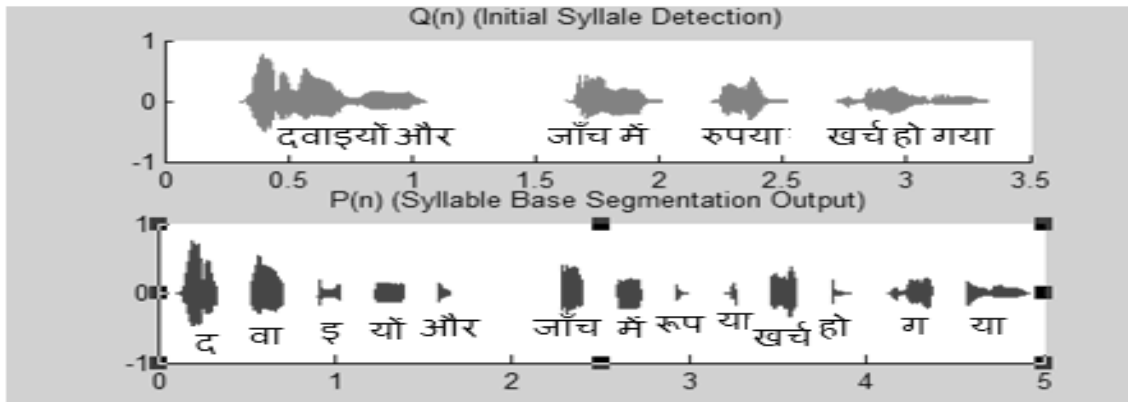 Q(n) (Initial Syllale Detection)
1
0
-1
दवाइयों और जाँच में रुपया खर्च हो गया
0 0.5 1 1.5 2 2.5 3 3.5
P(n) (Syllable Base Segmentation Output)
1
0
-1
द वा इ यों और जाँच में रूप या खर्च हो ग या
0 1 2 3 4 5